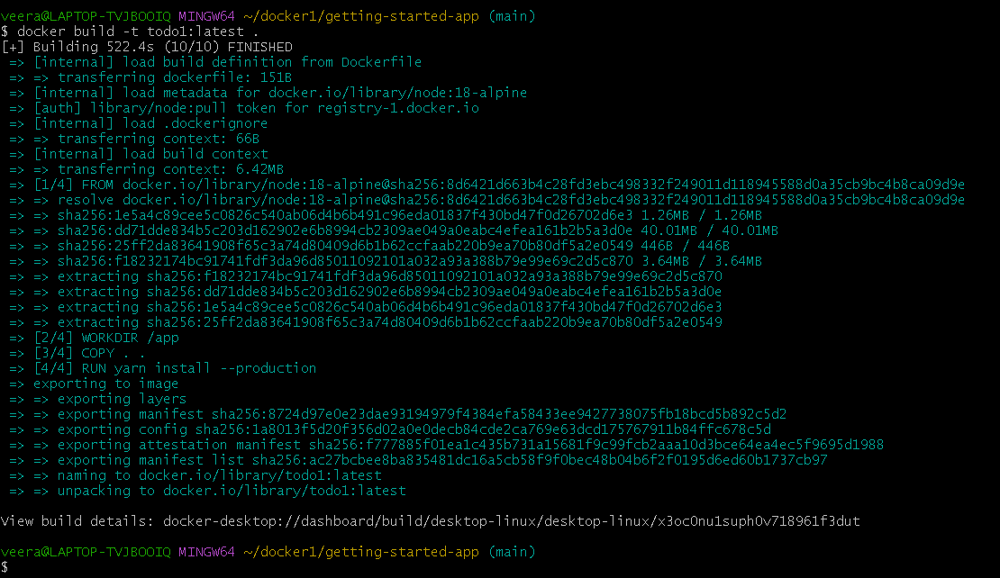 veera@LAPTOP-TVJBOOIQ MINGW64 ~/docker1/getting-started-app (main)
$ docker build -t todo1:latest .
[+] Building 522.4s (10/10) FINISHED
=> [internal] load build definition from Dockerfile
=> => transferring dockerfile: 151B
=> [internal] load metadata for docker.io/library/node:18-alpine
=> [auth] library/node:pull token for registry-1.docker.io
=> [internal] load .dockerignore
=> => transferring context: 66B
=> [internal] load build context
=> => transferring context: 6.42MB
=> [1/4] FROM docker.io/library/node:18-alpine@sha256:8d6421d663b4c28fd3ebc498332f249011d118945588d0a35cb9bc4b8ca09d9e
=> => resolve docker.io/library/node:18-alpine@sha256:8d6421d663b4c28fd3ebc498332f249011d118945588d0a35cb9bc4b8ca09d9e
=> => sha256:1e5a4c89cee5c0826c540ab06d4b6b491c96eda01837f430bd47f0d26702d6e3 1.26MB / 1.26MB
=> => sha256:dd71dde834b5c203d162902e6b8994cb2309ae049a0eabc4efea161b2b5a3d0e 40.01MB / 40.01MB
=> => sha256:25ff2da83641908f65c3a74d80409d6b1b62ccfaab220b9ea70b80df5a2e0549 446B / 446B
=> => sha256:f18232174bc91741fdf3da96d85011092101a032a93a388b79e99e69c2d5c870 3.64MB / 3.64MB
=> => extracting sha256:f18232174bc91741fdf3da96d85011092101a032a93a388b79e99e69c2d5c870
=> => extracting sha256:dd71dde834b5c203d162902e6b8994cb2309ae049a0eabc4efea161b2b5a3d0e
=> => extracting sha256:1e5a4c89cee5c0826c540ab06d4b6b491c96eda01837f430bd47f0d26702d6e3
=> => extracting sha256:25ff2da83641908f65c3a74d80409d6b1b62ccfaab220b9ea70b80df5a2e0549
=> [2/4] WORKDIR /app
=> [3/4] COPY . .
=> [4/4] RUN yarn install --production
=> exporting to image
=> => exporting layers
=> => exporting manifest sha256:8724d97e0e23dae93194979f4384efa58433ee9427738075fb18bcd5b892c5d2
=> => exporting config sha256:1a8013f5d20f356d02a0e0decb84cde2ca769e63dcd175767911b84ffc678c5d
=> => exporting attestation manifest sha256:f777885f01ea1c435b731a15681f9c99fcb2aaa10d3bce64ea4ec5f9695d1988
=> => exporting manifest list sha256:ac27bcbee8ba835481dc16a5cb58f9f0bec48b04b6f2f0195d6ed60b1737cb97
=> => naming to docker.io/library/todo1:latest
=> => unpacking to docker.io/library/todo1:latest
View build details: docker-desktop://dashboard/build/desktop-linux/desktop-linux/x3oc0nu1suph0v718961f3dut
veera@LAPTOP-TVJBOOIQ MINGW64 ~/docker1/getting-started-app (main)
$